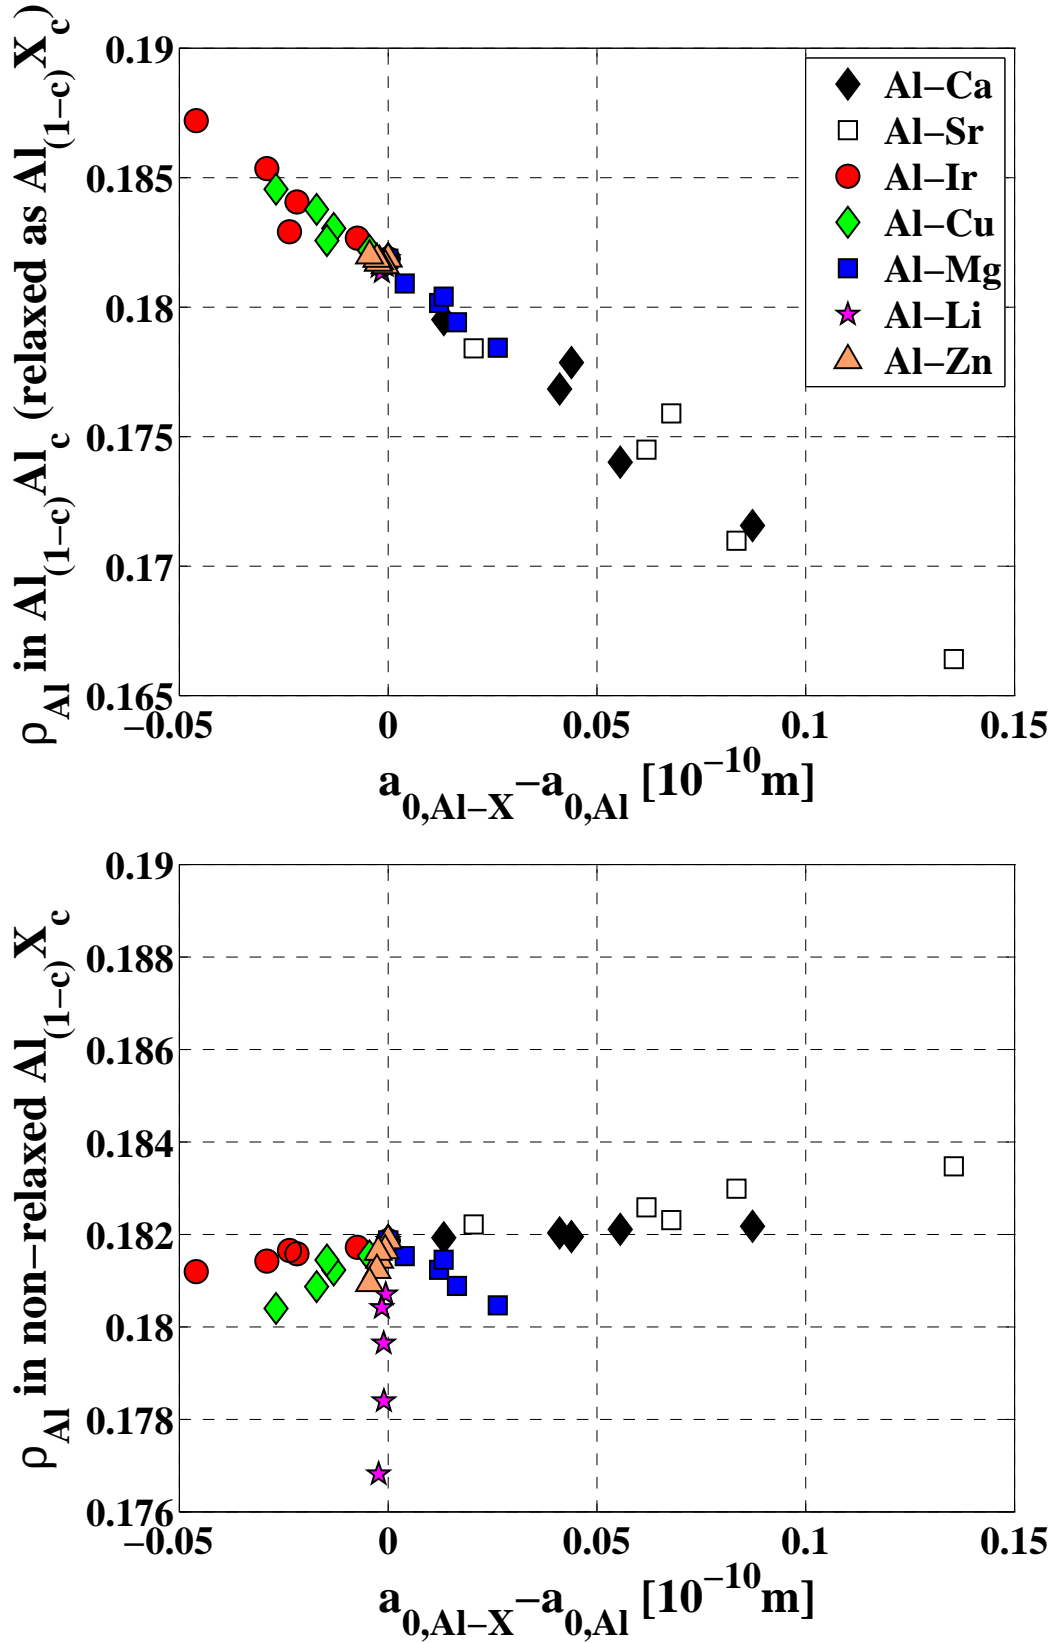 0.19
0.185
0.18
0.175
0.17
0.165
−0.05 0 0.05 0.1 0.15
ρAl in Al(1−c)Alc (relaxed as Al(1−c)Xc)
a0,Al−X−a0,Al [10−10m]
Al−Ca
Al−Sr
Al−Ir
Al−Cu
Al−Mg
Al−Li
Al−Zn
0.19
0.188
0.186
0.184
0.182
0.18
0.178
0.176
−0.05 0 0.05 0.1 0.15
ρAl in non−relaxed Al(1−c)Xc
a0,Al−X−a0,Al [10−10m]